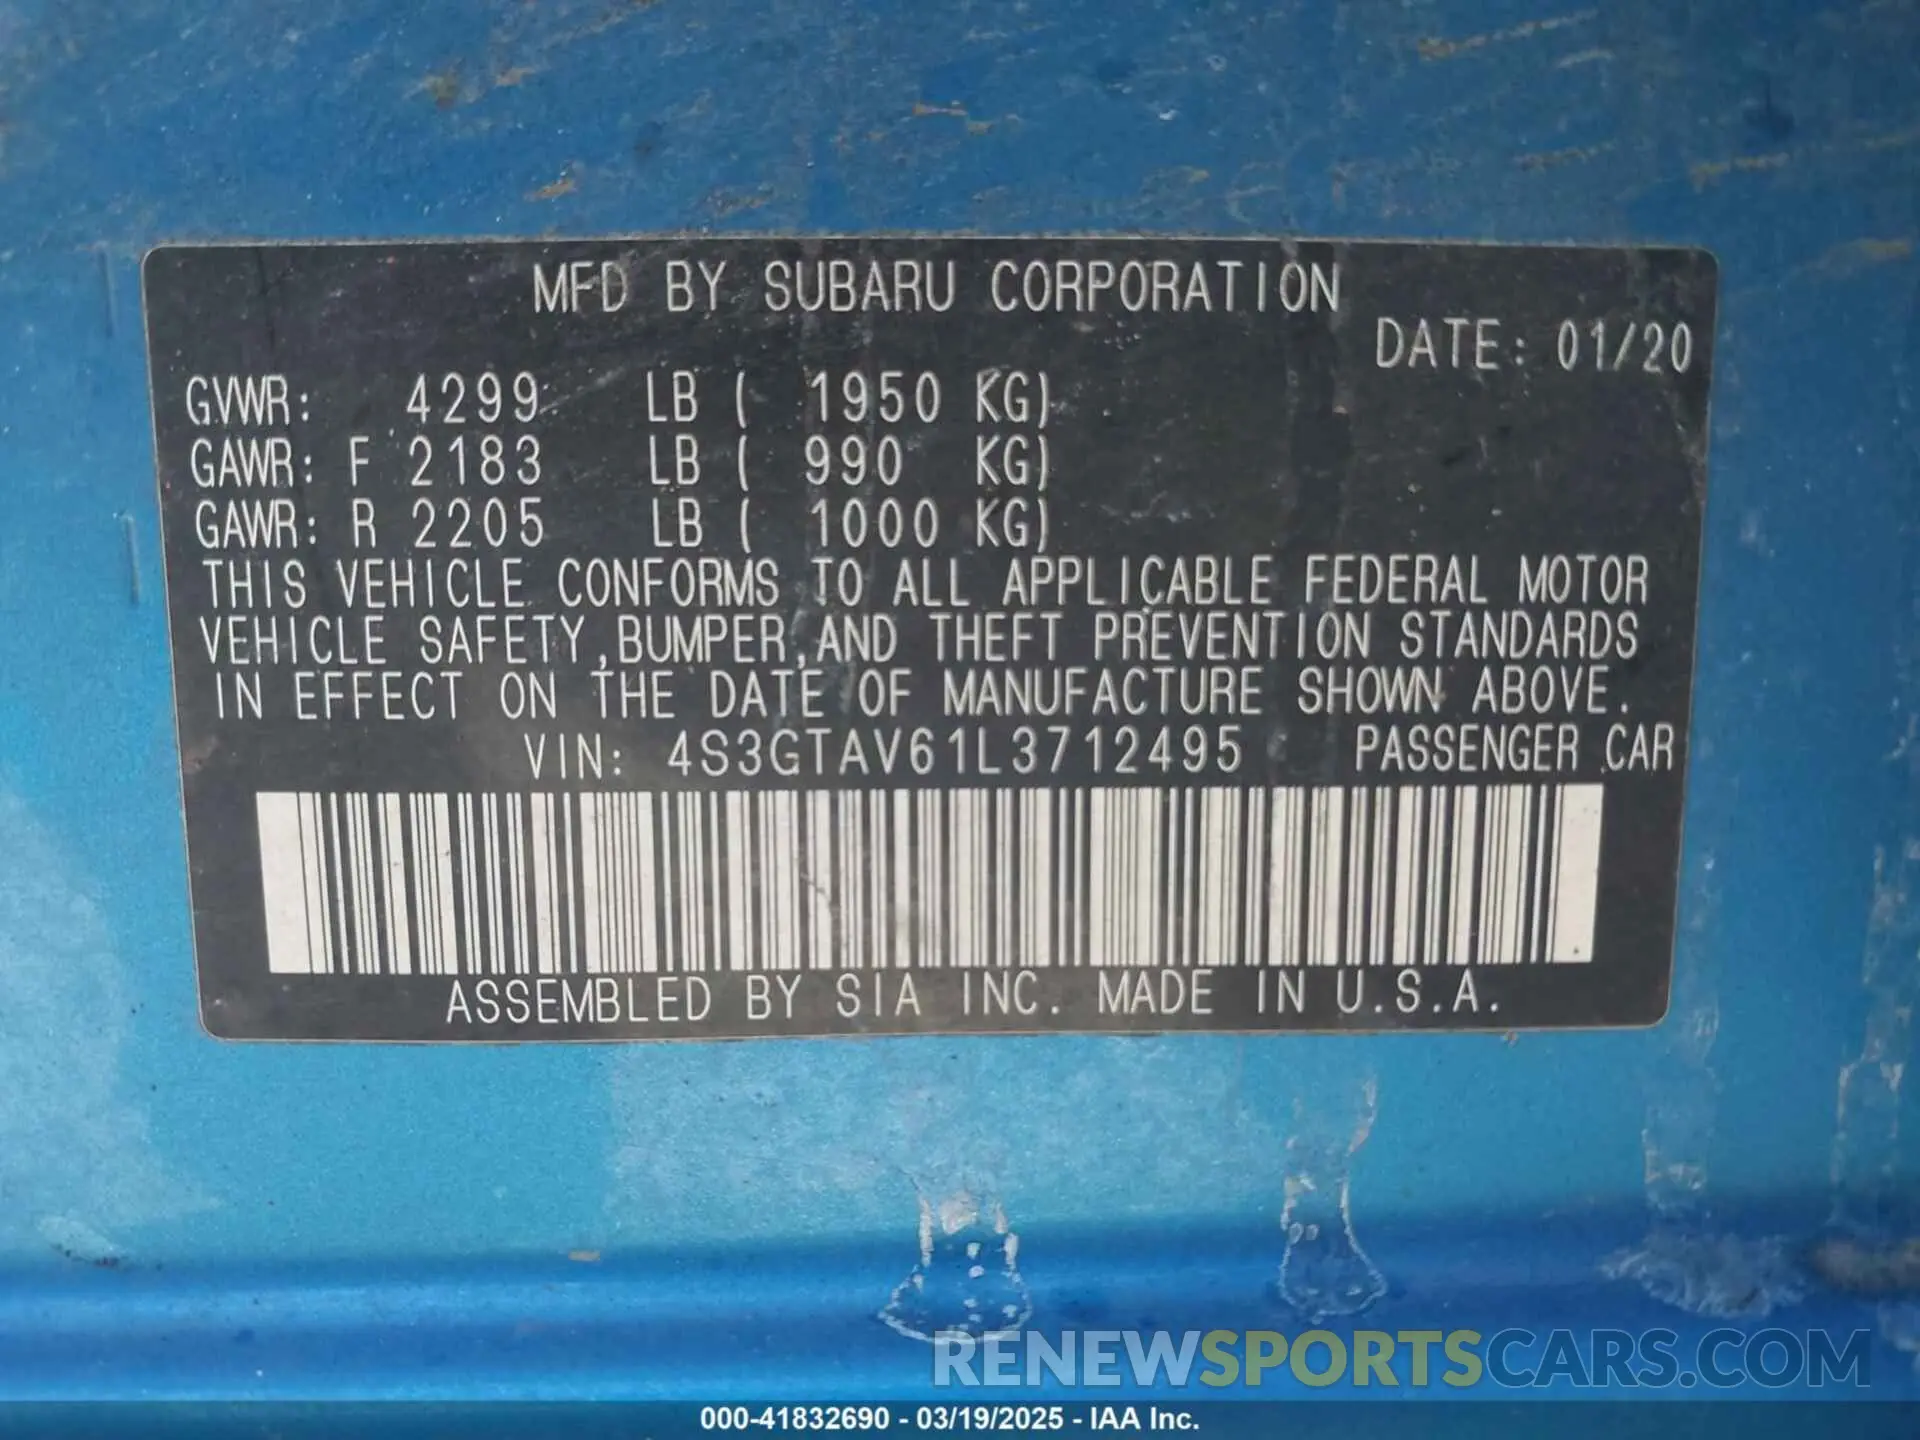 MFD BY SUBARU CORPORATION
DATE: 01/20
GVWR: 4299 LB ( 1950 KG)
GAWR: F 2183 LB ( 990 KG)
GAWR: R 2205 LB ( 1000 KG)
THIS VEHICLE CONFORMS TO ALL APPLICABLE FEDERAL MOTOR
VEHICLE SAFETY,BUMPER,AND THEFT PREVENTION STANDARDS
IN EFFECT ON THE DATE OF MANUFACTURE SHOWN ABOVE.
VIN: 4S3GTAV61L3712495 PASSENGER CAR
ASSEMBLED BY SIA INC. MADE IN U.S.A.
RENEWSPORTSCARS.COM
000-41832690 - 03/19/2025 - IAA Inc.